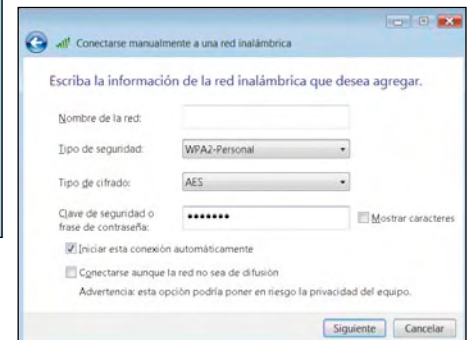 Conectarse manualmente a una red inalámbrica
Escriba la información de la red inalámbrica que desea agregar.
Nombre de la red:
Tipo de seguridad: WPA2-Personal
Tipo de cifrado: AES
Clave de seguridad o
frase de contraseña: ••••••• Mostrar caracteres
Iniciar esta conexión automáticamente
Conectarse aunque la red no sea de difusión
Advertencia: esta opción podría poner en riesgo la privacidad del equipo.
Siguiente Cancelar